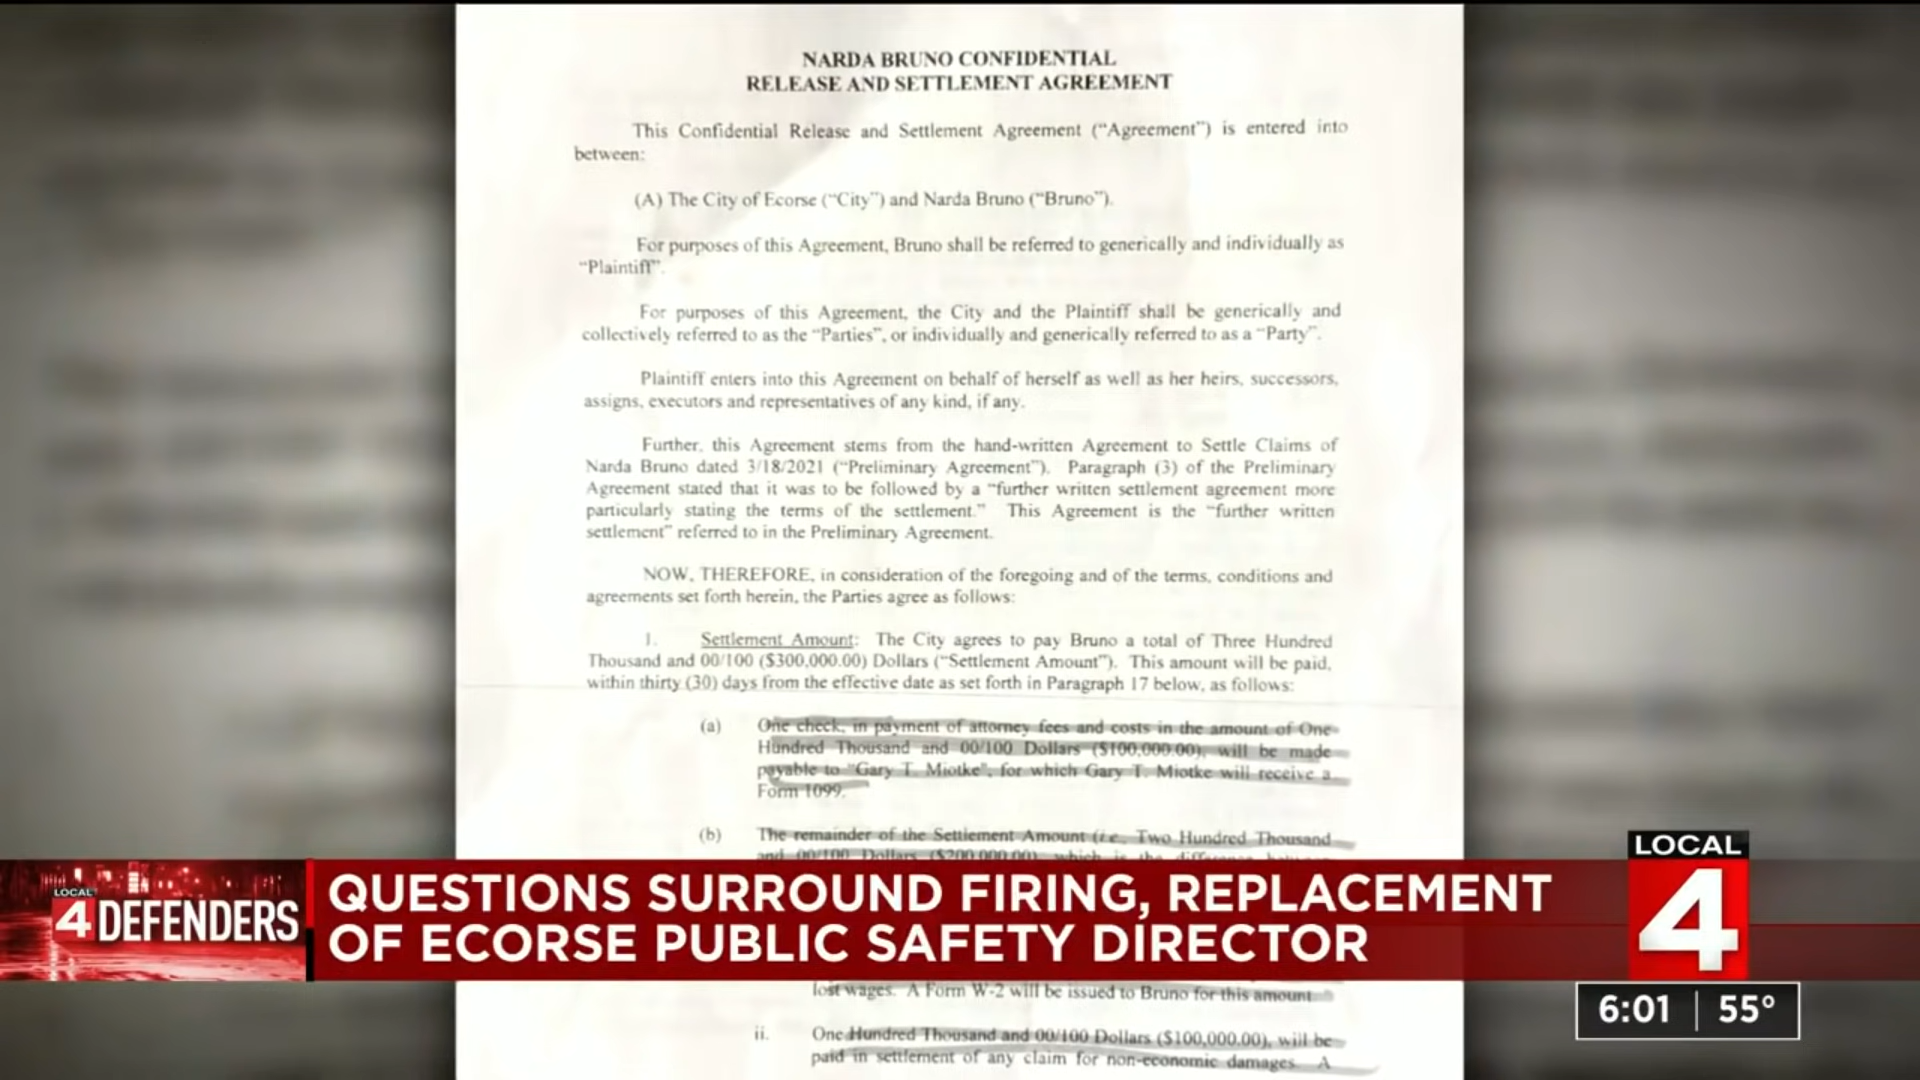 NARDA BRUNO CONFIDENTIAL
RELEASE AND SETTLEMENT AGREEMENT
This Confidential Release and Settlement Agreement ("Agreement") is entered into
between:
(A) The City of Ecorse ("City") and Narda Bruno ("Bruno").
For purposes of this Agreement, Bruno shall be referred to generically and individually as
"Plaintiff".
For purposes of this Agreement, the City and the Plaintiff shall be generically and
collectively referred to as the "Parties", or individually and generically referred to as a "Party".
Plaintiff enters into this Agreement on behalf of herself as well as her heirs, successors,
assigns, executors and representatives of any kind, if any.
Further, this Agreement stems from the hand-written Agreement to Settle Claims of
Narda Bruno dated 3/18/2021 ("Preliminary Agreement"). Paragraph (3) of the Preliminary
Agreement stated that it was to be followed by a "further written settlement agreement more
particularly stating the terms of the settlement." This Agreement is the "further written
settlement" referred to in the Preliminary Agreement.
NOW, THEREFORE, in consideration of the foregoing and of the terms, conditions and
agreements set forth herein, the Parties agree as follows:
1. Settlement Amount: The City agrees to pay Bruno a total of Three Hundred
Thousand and 00/100 ($300,000.00) Dollars ("Settlement Amount"). This amount will be paid,
within thirty (30) days from the effective date as set forth in Paragraph 17 below, as follows:
(a) One check, in payment of attorney fees and costs in the amount of One
Hundred Thousand and 00/100 Dollars ($100,000.00), will be made
payable to "Gary T. Miotke", for which Gary T. Miotke will receive a
Form 1099.
(b) The remainder of the Settlement Amount (i.e., Two Hundred Thousand
and 00/100 Dollars ($200,000.00), which is the difference between
LOCAL
4 DEFENDERS
QUESTIONS SURROUND FIRING, REPLACEMENT
OF ECORSE PUBLIC SAFETY DIRECTOR
LOCAL
4
lost wages. A Form W-2 will be issued to Bruno for this amount.
6:01 55°
ii. One Hundred Thousand and 00/100 Dollars ($100,000.00), will be
paid in settlement of any claim for non-economic damages. A